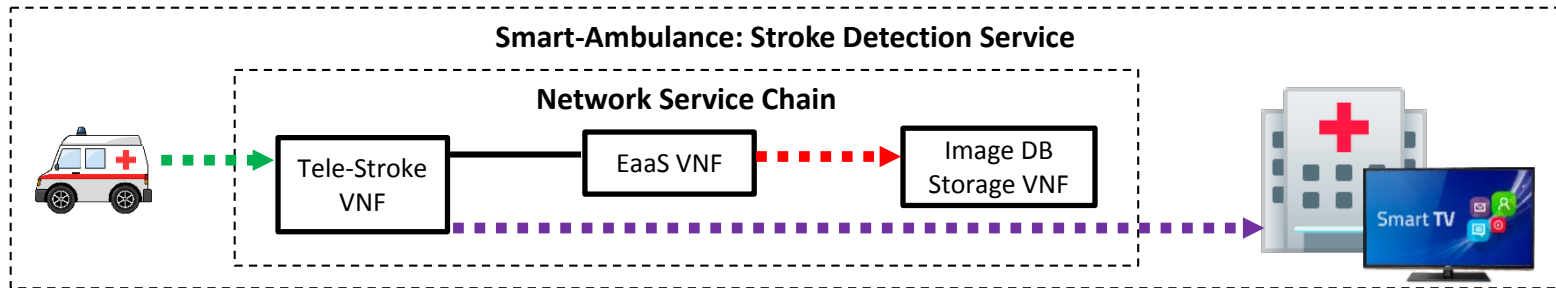 Smart-Ambulance: Stroke Detection Service
Network Service Chain
Tele-Stroke
VNF
EaaS VNF
Image DB
Storage VNF
Smart TV